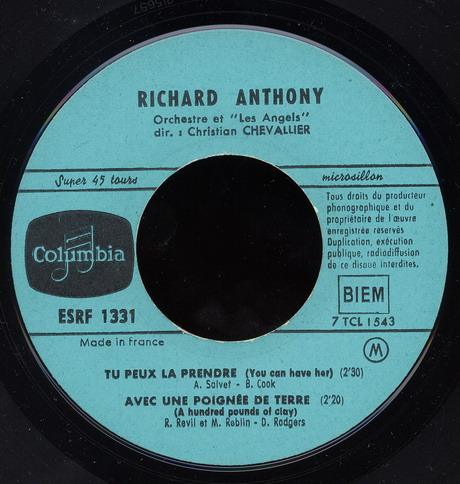 RICHARD ANTHONY
Orchestre et "Les Angels"
dir. : Christian CHEVALLIER
Super 45 tours
microsillon
Tous droits du producteur
phonographique et du
propriétaire de l'œuvre
enregistrée réservés
Duplication, exécution
publique, radiodiffusion
de ce disque interdites.
Columbia
BIEM
ESRF 1331
7 TCL 1543
Made in France
M
TU PEUX LA PRENDRE (You can have her) (2'30)
A. Salvet - B. Cook
AVEC UNE POIGNÉE DE TERRE (2'20)
(A hundred pounds of clay)
R. Revil et M. Roblin - D. Rodgers